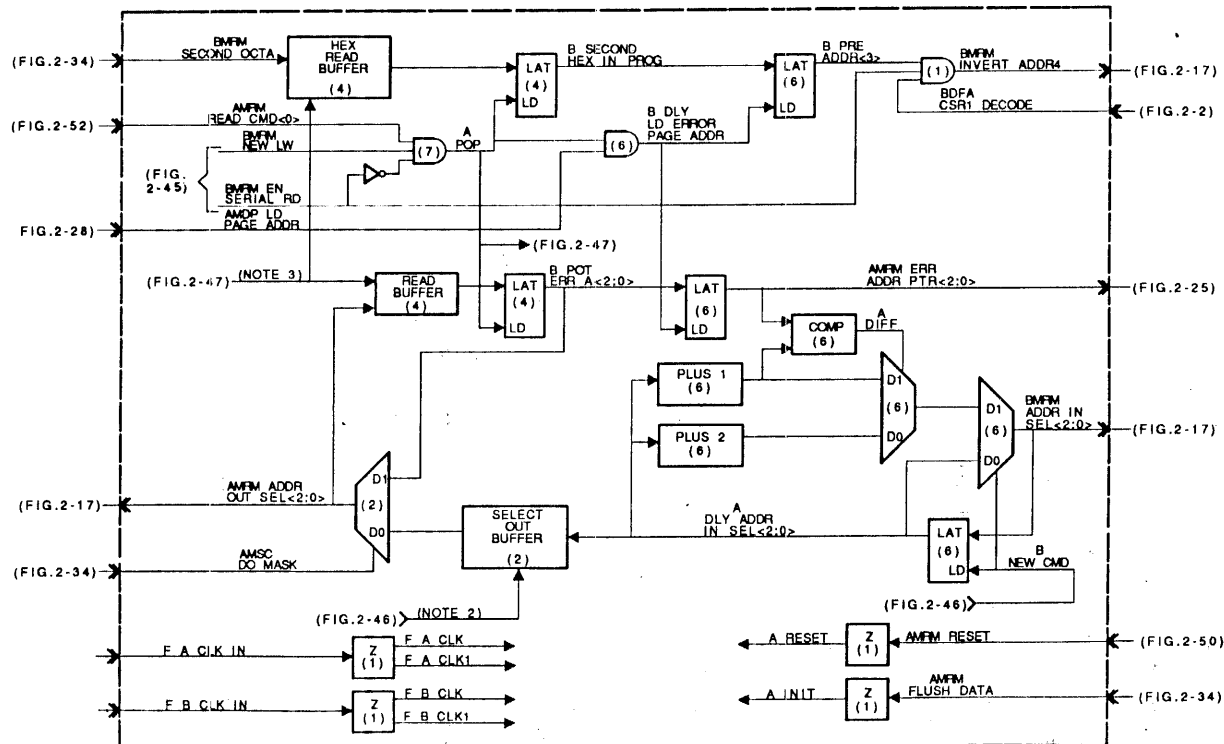 (FIG.2-34)
BMRM
SECOND OCTA
HEX
READ
BUFFER
(4)
LAT
(4)
LD
B SECOND
HEX IN PROG
LAT
(6)
LD
B PRE
ADDR<3>
(1)
BMRM
INVERT ADDR4
(FIG.2-17)
BDFA
CSR1 DECODE
(FIG.2-2)
(FIG.2-52)
AMRM
READ CMD<0>
BMRM
NEW LW
(7)
A
POP
(6)
B DLY
LD ERROR
PAGE ADDR
(FIG.
2-45)
BMRM EN
SERIAL RD
(FIG.2-28)
AMDP LD
PAGE ADDR
(FIG.2-47)
(FIG.2-47)
(NOTE 3)
READ
BUFFER
(4)
LAT
(4)
LD
B POT
ERR A<2:0>
LAT
(6)
LD
AMRM ERR
ADDR PTR<2:0>
(FIG.2-25)
COMP
(6)
A
DIFF
PLUS 1
(6)
PLUS 2
(6)
D1
(6)
D0
D1
(6)
D0
BMRM
ADDR IN
SEL<2:0>
(FIG.2-17)
(FIG.2-17)
AMRM ADDR
OUT SEL<2:0>
D1
(2)
D0
SELECT
OUT
BUFFER
(2)
A
DLY ADDR
IN SEL<2:0>
LAT
(6)
LD
B
NEW CMD
(FIG.2-34)
AMSC
DO MASK
(FIG.2-46)
(NOTE 2)
(FIG.2-46)
F A CLK IN
Z
(1)
F A CLK
F A CLK1
A RESET
Z
(1)
AMRM RESET
(FIG.2-50)
F B CLK IN
Z
(1)
F B CLK
F B CLK1
A INIT
Z
(1)
AMRM
FLUSH DATA
(FIG.2-34)